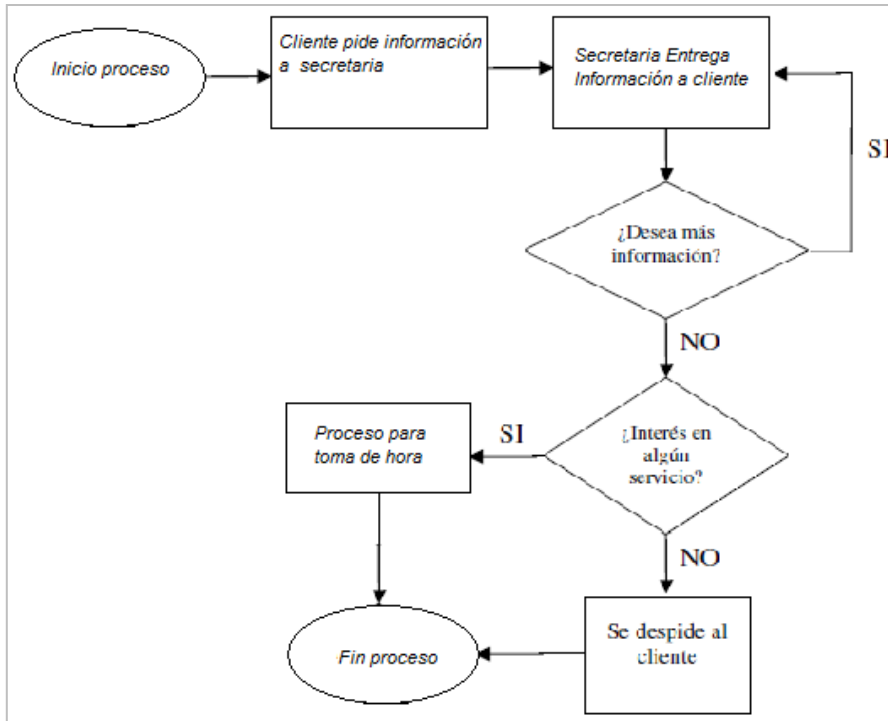 Inicio proceso
Cliente pide información
a secretaria
Secretaria Entrega
Información a cliente
SI
¿Desea más
información?
NO
¿Interés en
algún
servicio?
SI
Proceso para
toma de hora
NO
Se despide al
cliente
Fin proceso